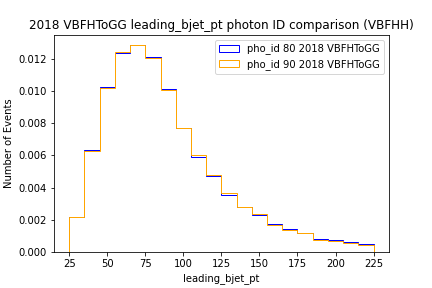 2018 VBFHToGG leading_bjet_pt photon ID comparison (VBFHH)
pho_id 80 2018 VBFHToGG
pho_id 90 2018 VBFHToGG
Number of Events
0.012
0.010
0.008
0.006
0.004
0.002
0.000
25 50 75 100 125 150 175 200 225
leading_bjet_pt